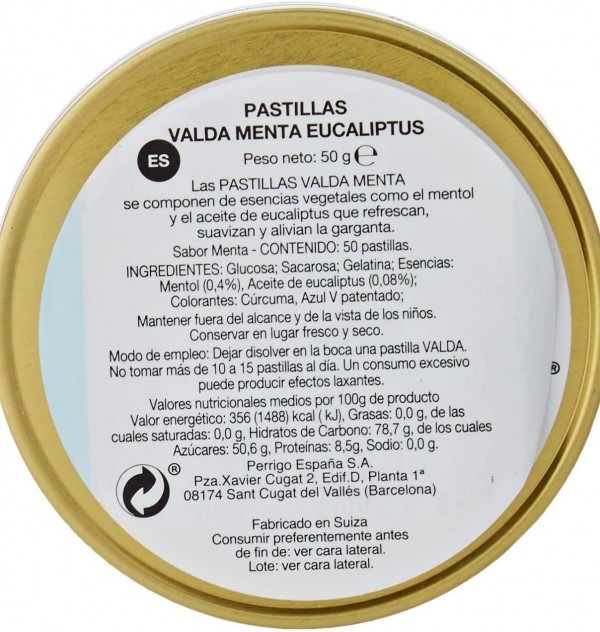 PASTILLAS
VALDA MENTA EUCALIPTUS
ES
Peso neto: 50 g ℮
Las PASTILLAS VALDA MENTA
se componen de esencias vegetales como el mentol
y el aceite de eucaliptus que refrescan,
suavizan y alivian la garganta.
Sabor Menta - CONTENIDO: 50 pastillas.
INGREDIENTES: Glucosa; Sacarosa; Gelatina; Esencias:
Mentol (0,4%), Aceite de eucaliptus (0,08%);
Colorantes: Cúrcuma, Azul V patentado;
Mantener fuera del alcance y de la vista de los niños.
Conservar en lugar fresco y seco.
Modo de empleo: Dejar disolver en la boca una pastilla VALDA.
No tomar más de 10 a 15 pastillas al día. Un consumo excesivo
puede producir efectos laxantes.
®
Valores nutricionales medios por 100g de producto
Valor energético: 356 (1488) kcal ( kJ), Grasas: 0,0 g, de las
cuales saturadas: 0,0 g, Hidratos de Carbono: 78,7 g, de los cuales
Azúcares: 50,6 g, Proteínas: 8,5g, Sodio: 0,0 g.
Perrigo España S.A.
Pza.Xavier Cugat 2, Edif.D, Planta 1ª
08174 Sant Cugat del Vallés (Barcelona)
®
Fabricado en Suiza
Consumir preferentemente antes
de fin de: ver cara lateral.
Lote: ver cara lateral.